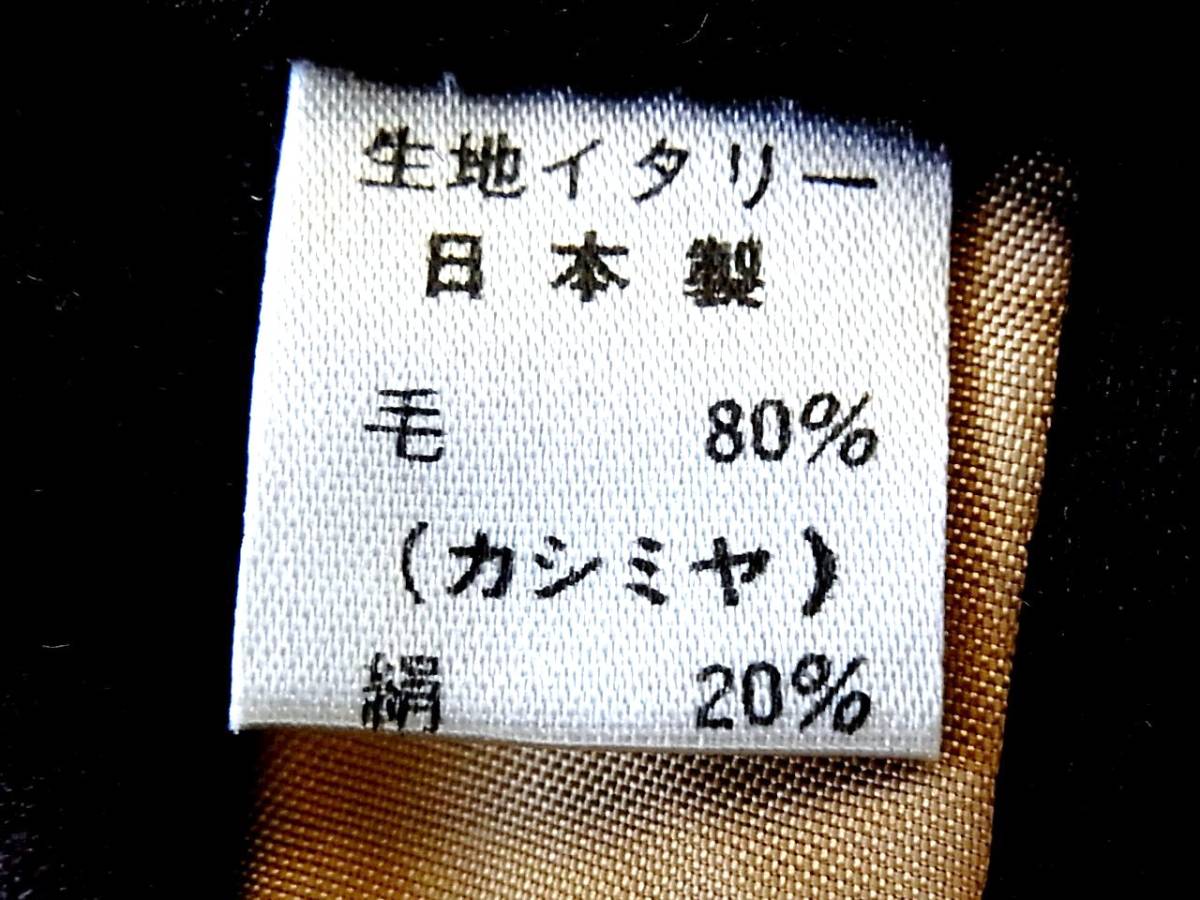 生地イタリー
日本製
毛 80%
(カシミヤ)
絹 20%